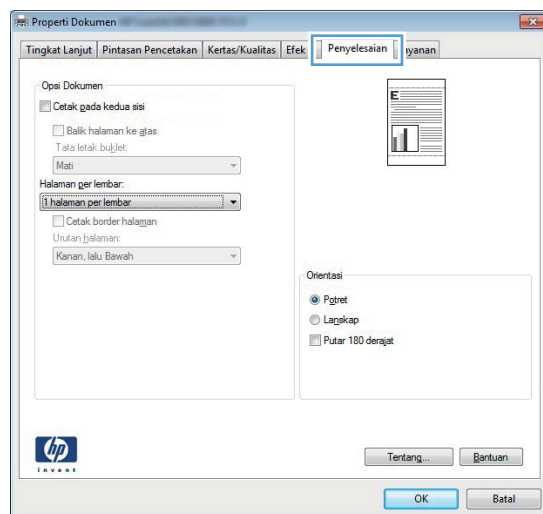 Properti Dokumen
Tingkat Lanjut Pintasan Pencetakan Kertas/Kualitas Efek Penyelesaian yanan
Opsi Dokumen
Cetak pada kedua sisi
Balik halaman ke atas
Tata letak buklet:
Mati
Halaman per lembar:
1 halaman per lembar
Cetak border halaman
Urutan halaman:
Kanan, lalu Bawah
E
Orientasi
Potret
Lanskap
Putar 180 derajat
hp
invent
Tentang... Bantuan
OK Batal